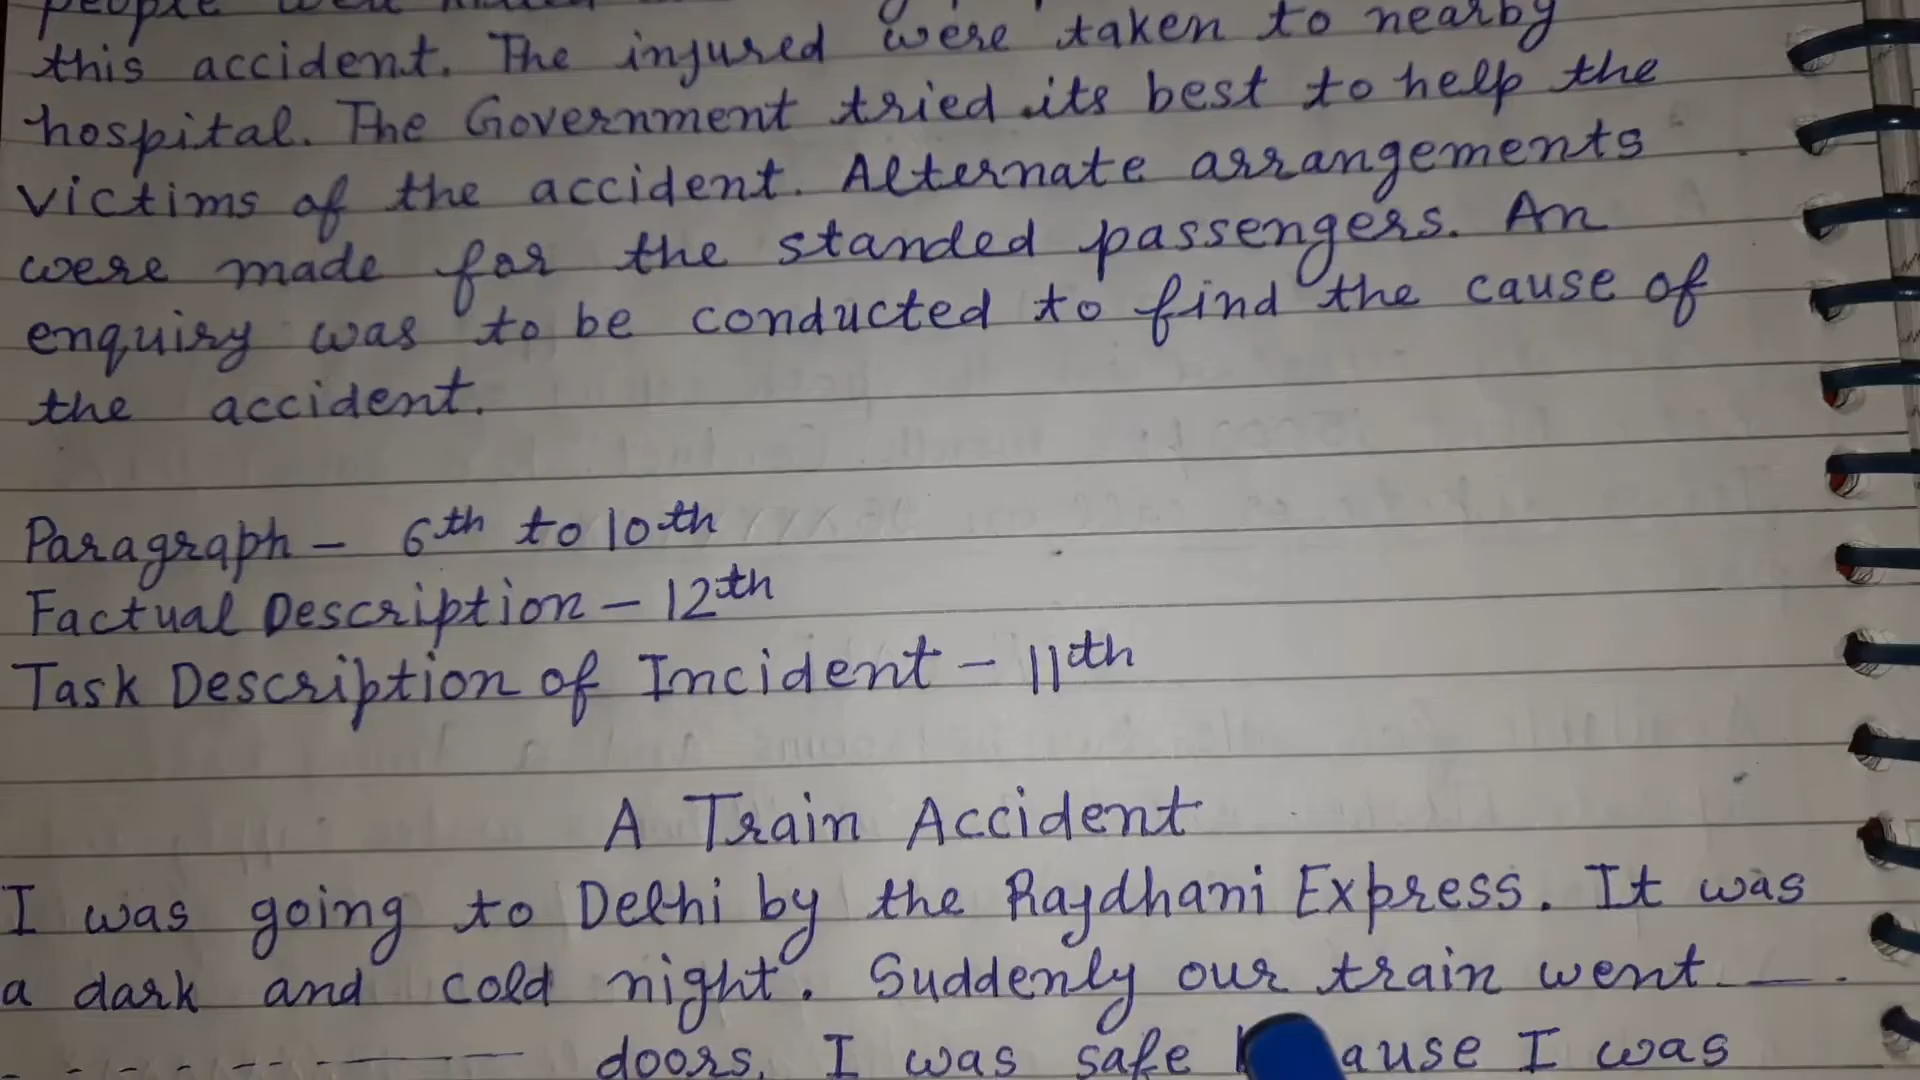 people were
this accident. The injured were taken to nearby
hospital. The Government tried its best to help the
victims of the accident. Alternate arrangements
were made for the standed passengers. An
enquiry was to be conducted to find the cause of
the accident.
Paragraph - 6th to 10th
Factual Description - 12th
Task Description of Incident - 11th
A Train Accident
I was going to Delhi by the Rajdhani Express. It was
a dark and cold night. Suddenly our train went — .
- - - - - - —— doors. I was safe I was